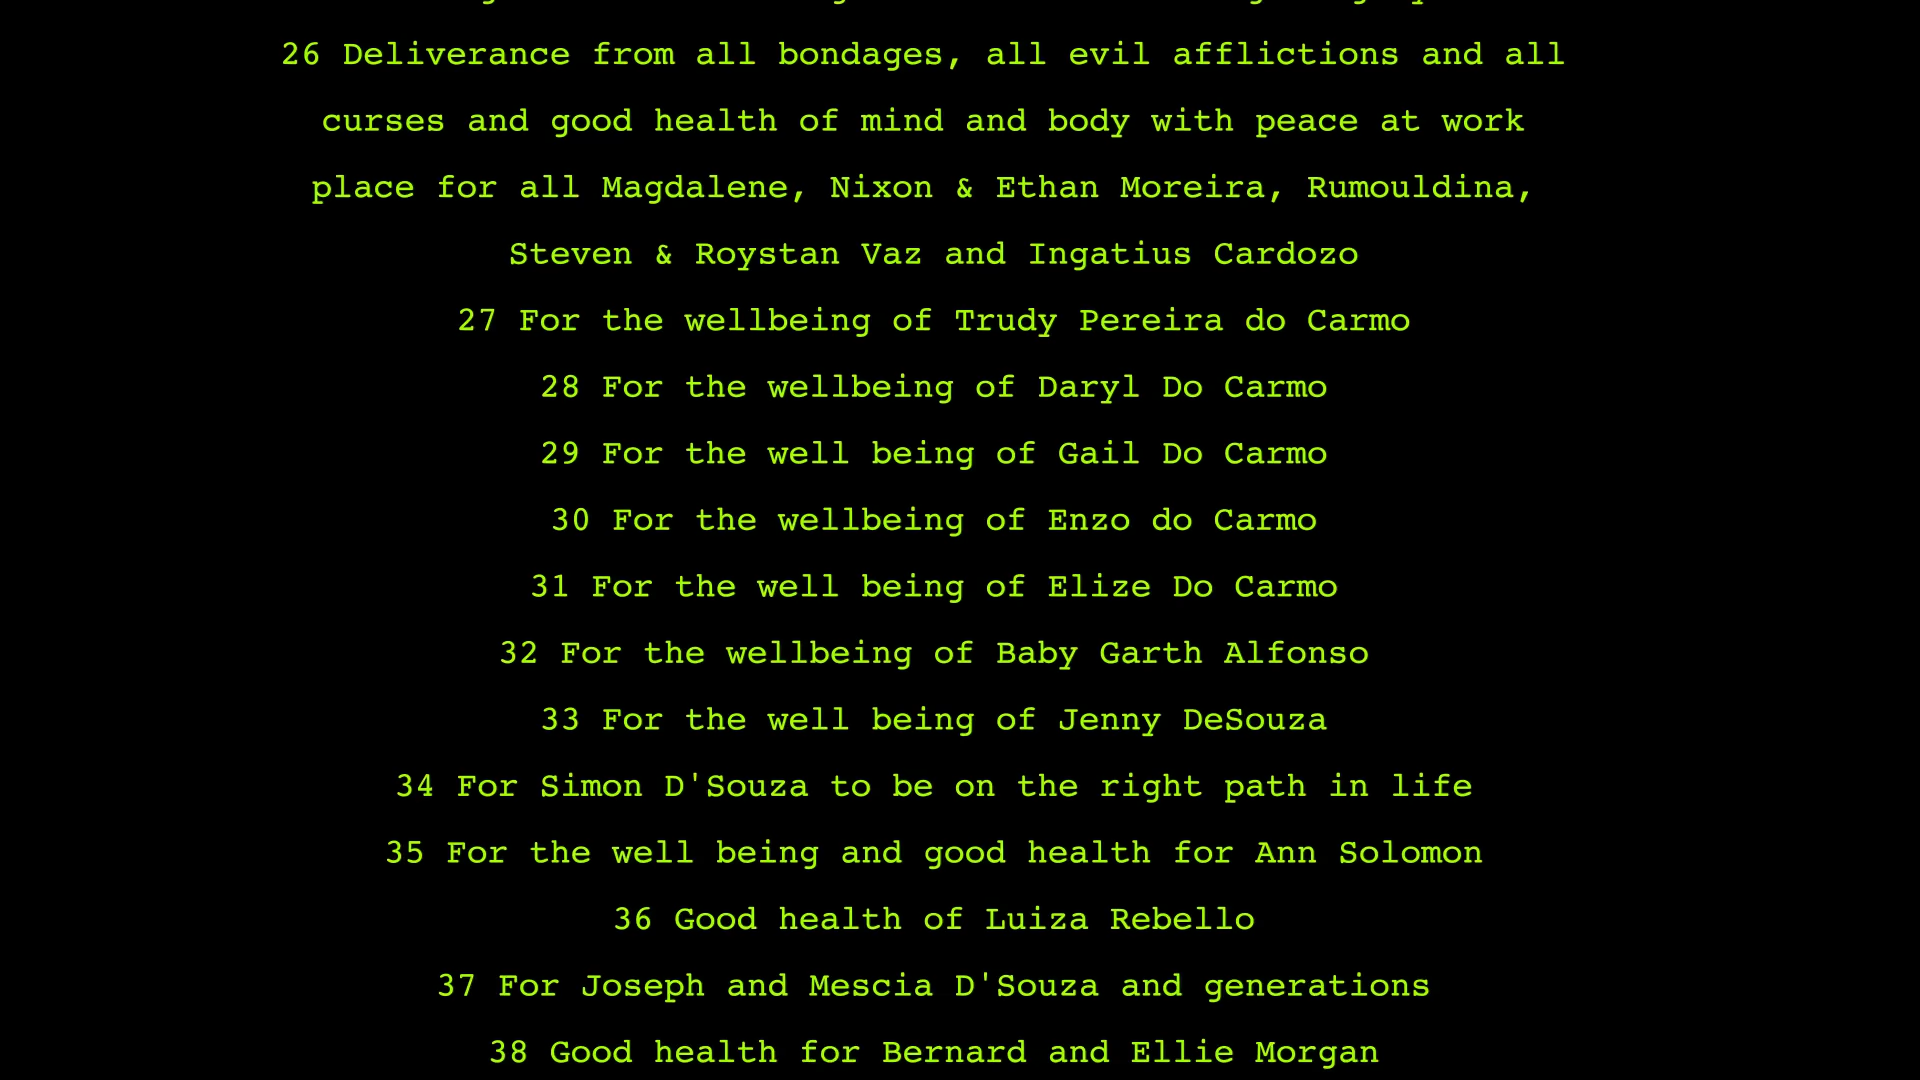 26 Deliverance from all bondages, all evil afflictions and all
curses and good health of mind and body with peace at work
place for all Magdalene, Nixon & Ethan Moreira, Rumouldina,
Steven & Roystan Vaz and Ingatius Cardozo
27 For the wellbeing of Trudy Pereira do Carmo
28 For the wellbeing of Daryl Do Carmo
29 For the well being of Gail Do Carmo
30 For the wellbeing of Enzo do Carmo
31 For the well being of Elize Do Carmo
32 For the wellbeing of Baby Garth Alfonso
33 For the well being of Jenny DeSouza
34 For Simon D'Souza to be on the right path in life
35 For the well being and good health for Ann Solomon
36 Good health of Luiza Rebello
37 For Joseph and Mescia D'Souza and generations
38 Good health for Bernard and Ellie Morgan